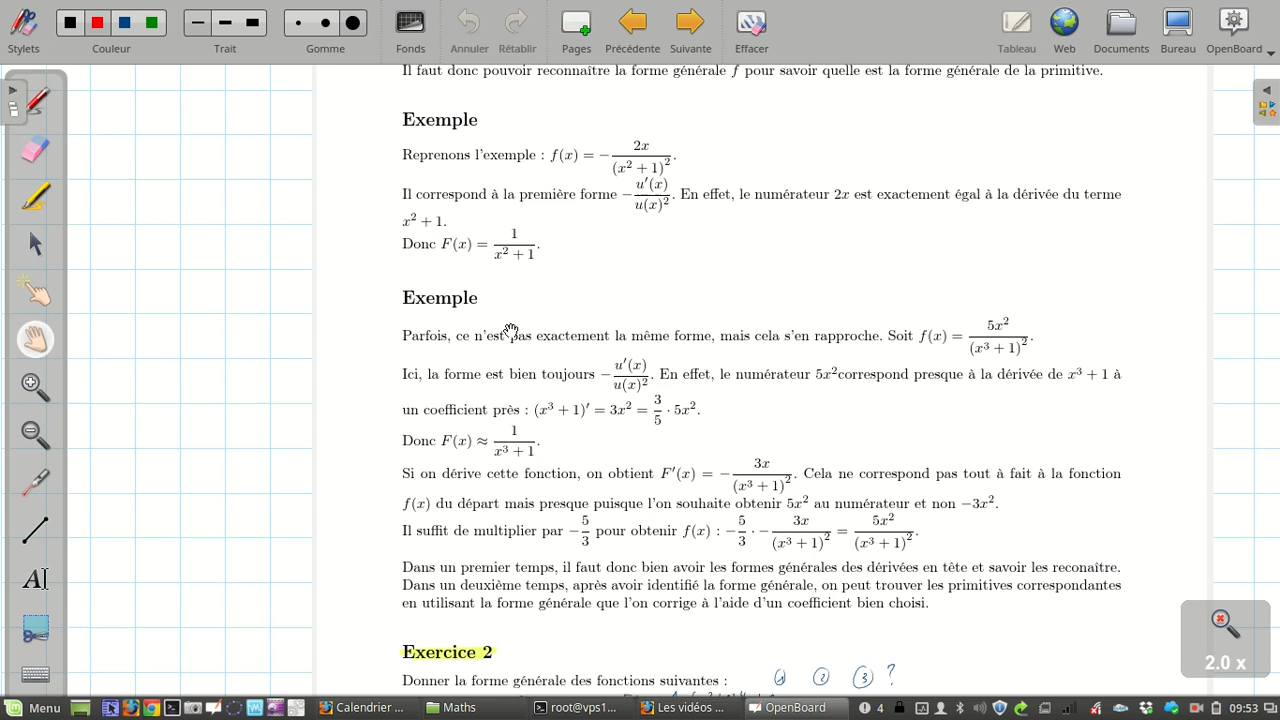 Stylets Couleur Trait Gomme Fonds Annuler Rétablir Pages Précédente Suivante Effacer Tableau Web Documents Bureau OpenBoard
Il faut donc pouvoir reconnaître la forme générale f pour savoir quelle est la forme générale de la primitive.
Exemple
Reprenons l'exemple : f(x) = −2x/(x² + 1)².
Il correspond à la première forme −u′(x)/u(x)². En effet, le numérateur 2x est exactement égal à la dérivée du terme
x² + 1.
Donc F(x) = 1/(x² + 1).
Exemple
Parfois, ce n'est pas exactement la même forme, mais cela s'en rapproche. Soit f(x) = 5x²/(x³ + 1)².
Ici, la forme est bien toujours −u′(x)/u(x)². En effet, le numérateur 5x²correspond presque à la dérivée de x³ + 1 à
un coefficient près : (x³ + 1)′ = 3x² = 3/5 · 5x².
Donc F(x) ≈ 1/(x³ + 1).
Si on dérive cette fonction, on obtient F′(x) = −3x/(x³ + 1)². Cela ne correspond pas tout à fait à la fonction
f(x) du départ mais presque puisque l'on souhaite obtenir 5x² au numérateur et non −3x².
Il suffit de multiplier par −5/3 pour obtenir f(x) : −5/3 · −3x/(x³ + 1)² = 5x²/(x³ + 1)².
Dans un premier temps, il faut donc bien avoir les formes générales des dérivées en tête et savoir les reconaître.
Dans un deuxième temps, après avoir identifié la forme générale, on peut trouver les primitives correspondantes
en utilisant la forme générale que l'on corrige à l'aide d'un coefficient bien choisi.
2.0 x
Exercice 2
Donner la forme générale des fonctions suivantes : ① ② ③ ?
Menu Calendrier ... Maths root@vps1... Les vidéos ... OpenBoard 4 09:53